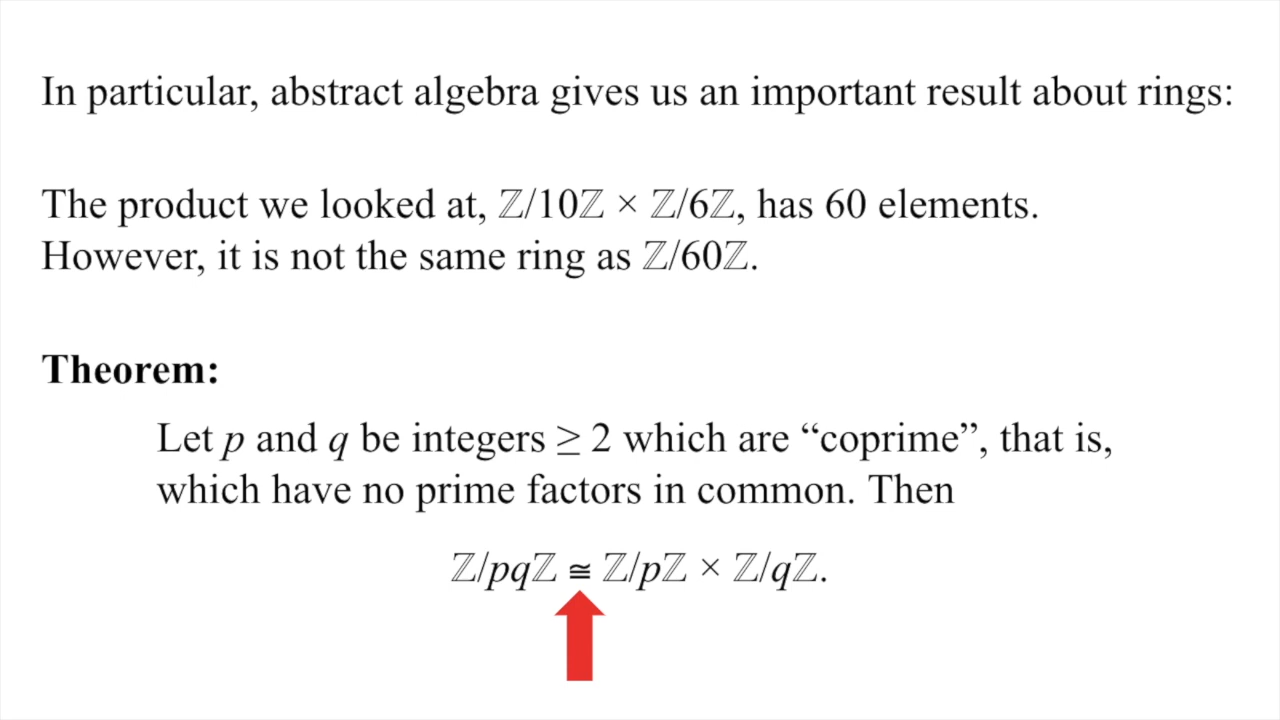 In particular, abstract algebra gives us an important result about rings:
The product we looked at, ℤ/10ℤ × ℤ/6ℤ, has 60 elements.
However, it is not the same ring as ℤ/60ℤ.
Theorem:
Let p and q be integers ≥ 2 which are “coprime”, that is,
which have no prime factors in common. Then
ℤ/pqℤ ≅ ℤ/pℤ × ℤ/qℤ.